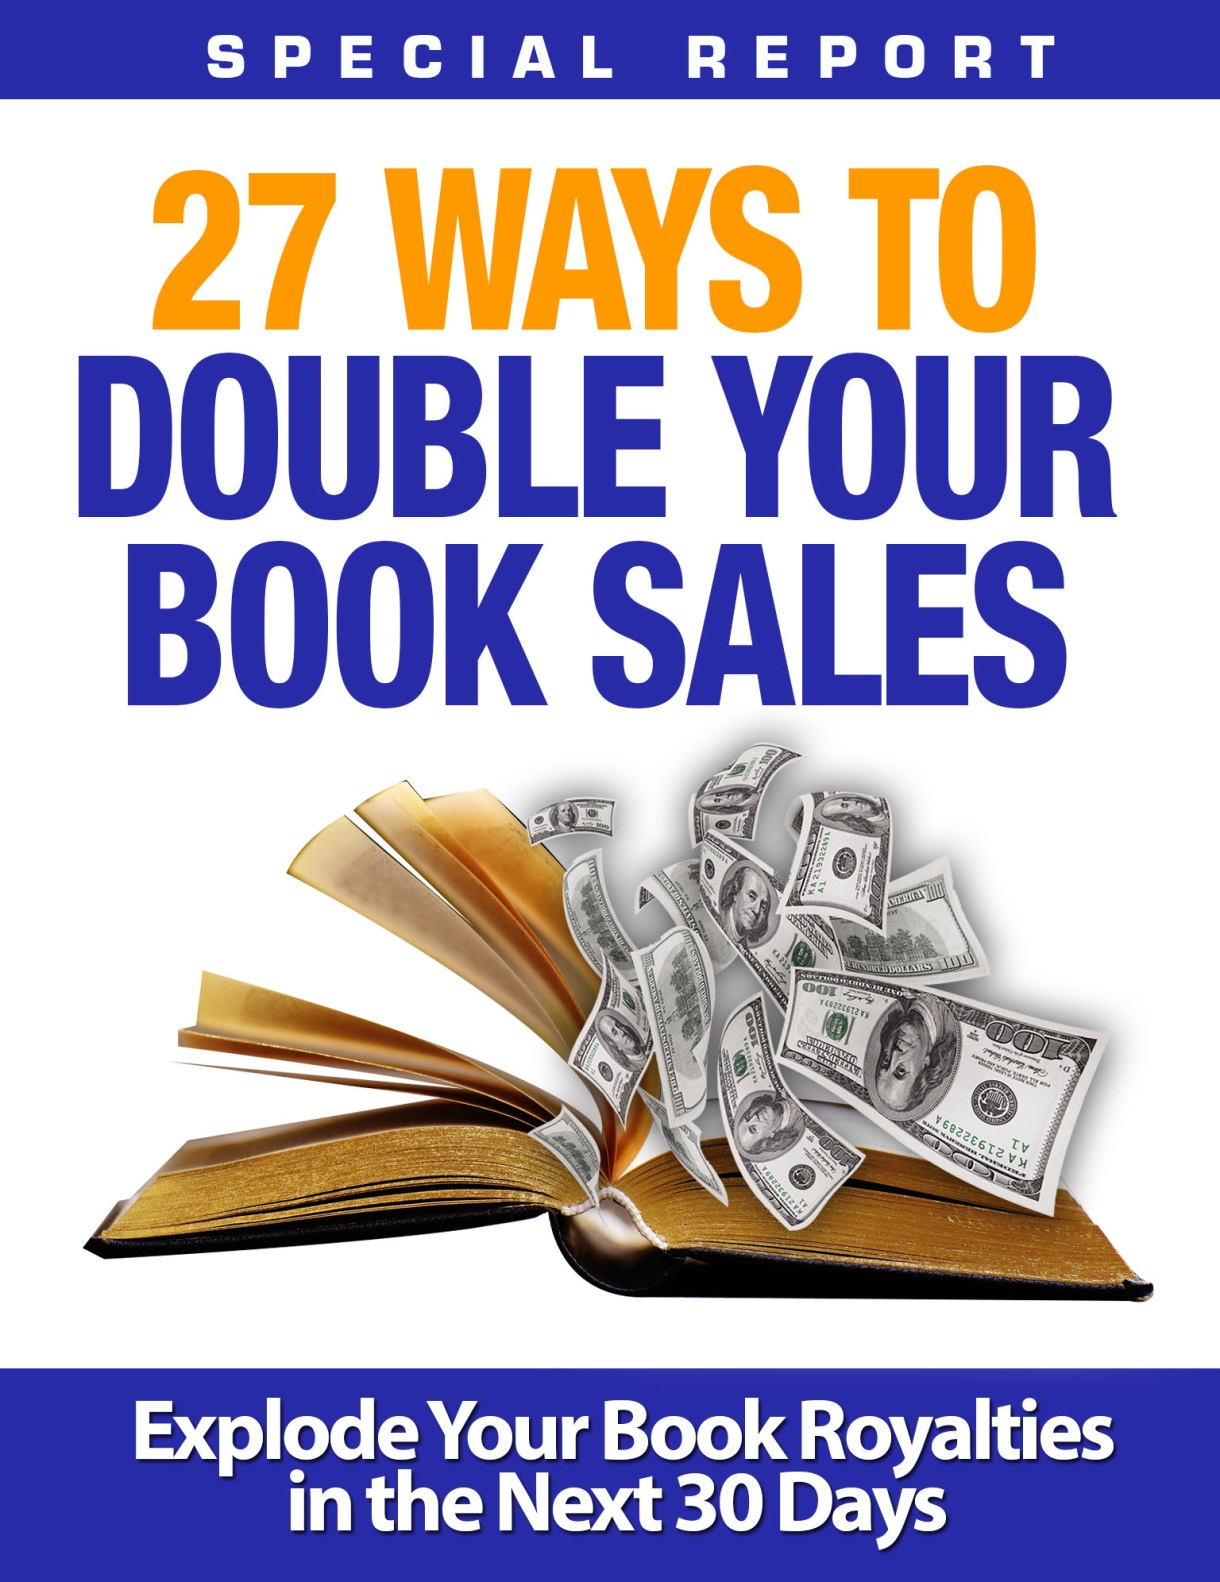 SPECIAL REPORT
27 WAYS TO
DOUBLE YOUR
BOOK SALES
Explode Your Book Royalties
in the Next 30 Days